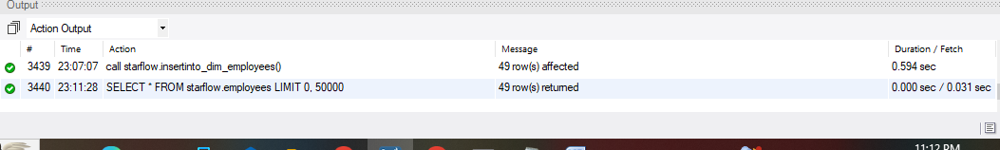 Output
Action Output
# Time Action Message Duration / Fetch
3439 23:07:07 call starflow.insertinto_dim_employees() 49 row(s) affected 0.594 sec
3440 23:11:28 SELECT * FROM starflow.employees LIMIT 0, 50000 49 row(s) returned 0.000 sec / 0.031 sec
11:12 PM